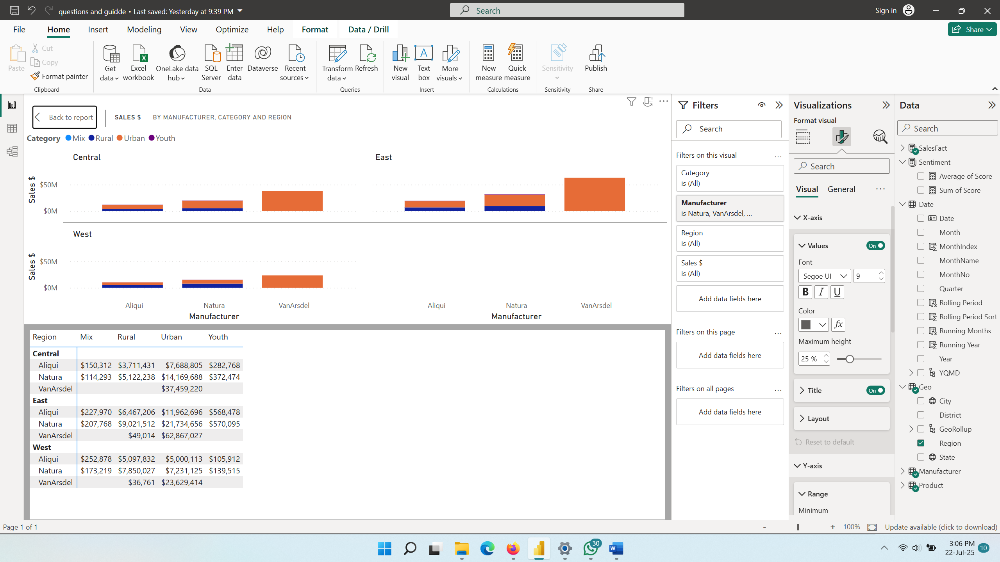 questions and guidde • Last saved: Yesterday at 9:39 PM
Search
Sign in
File Home Insert Modeling View Optimize Help Format Data / Drill
Share
Paste
Cut
Copy
Format painter
Clipboard
Get data
Excel workbook
OneLake data hub
SQL Server
Enter data
Dataverse
Recent sources
Data
Transform data
Refresh
Queries
New visual
Text box
More visuals
Insert
New measure
Quick measure
Calculations
Sensitivity
Sensitivity
Publish
Share
Back to report
SALES $ BY MANUFACTURER, CATEGORY AND REGION
Category Mix Rural Urban Youth
Central
East
Sales $
$50M
$0M
West
Sales $
$50M
$0M
Aliqui Natura VanArsdel
Manufacturer
Aliqui Natura VanArsdel
Manufacturer
Region Mix Rural Urban Youth
Central
Aliqui $150,312 $3,711,431 $7,688,805 $282,768
Natura $114,293 $5,122,238 $14,169,688 $372,474
VanArsdel $37,459,220
East
Aliqui $227,970 $6,467,206 $11,962,696 $568,478
Natura $207,768 $9,021,512 $21,734,656 $570,095
VanArsdel $49,014 $62,867,027
West
Aliqui $252,878 $5,097,832 $5,000,113 $105,912
Natura $173,219 $7,850,027 $7,231,125 $139,515
VanArsdel $36,761 $23,629,414
Filters
Search
Filters on this visual ...
Category
is (All)
Manufacturer
is Natura, VanArsdel, ...
Region
is (All)
Sales $
is (All)
Add data fields here
Filters on this page ...
Add data fields here
Filters on all pages ...
Add data fields here
Visualizations
Format visual
Search
Visual General ...
X-axis
Values On
Font
Segoe UI 9
B I U
Color
fx
Maximum height
25 %
Title On
Layout
Reset to default
Y-axis
Range
Minimum
Data
Search
SalesFact
Sentiment
Average of Score
Sum of Score
Date
Date
Month
MonthIndex
MonthName
MonthNo
Quarter
Rolling Period
Rolling Period Sort
Running Months
Running Year
Year
YQMD
Geo
City
District
GeoRollup
Region
State
Manufacturer
Product
Page 1 of 1
- + 100%
Update available (click to download)
30
3:06 PM
22-Jul-25
10